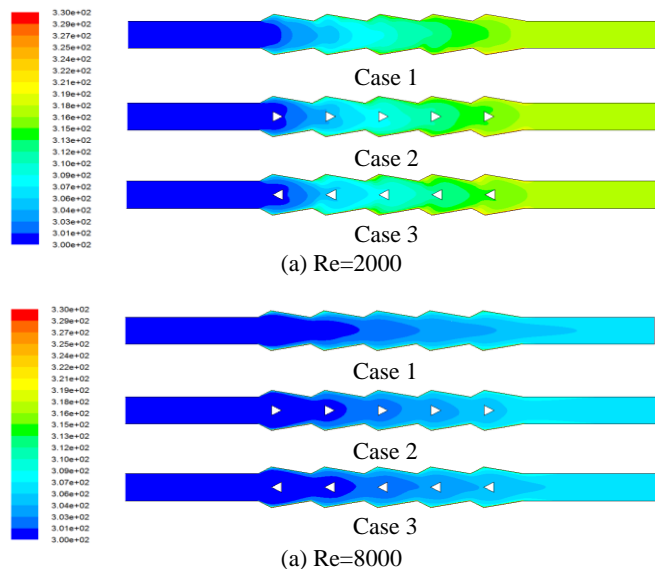 3.30e+02
3.29e+02
3.27e+02
3.25e+02
3.24e+02
3.22e+02
3.21e+02
3.19e+02
3.18e+02
3.16e+02
3.15e+02
3.13e+02
3.12e+02
3.10e+02
3.09e+02
3.07e+02
3.06e+02
3.04e+02
3.03e+02
3.01e+02
3.00e+02
Case 1
Case 2
Case 3
(a) Re=2000
3.30e+02
3.29e+02
3.27e+02
3.25e+02
3.24e+02
3.22e+02
3.21e+02
3.19e+02
3.18e+02
3.16e+02
3.15e+02
3.13e+02
3.12e+02
3.10e+02
3.09e+02
3.07e+02
3.06e+02
3.04e+02
3.03e+02
3.01e+02
3.00e+02
Case 1
Case 2
Case 3
(a) Re=8000